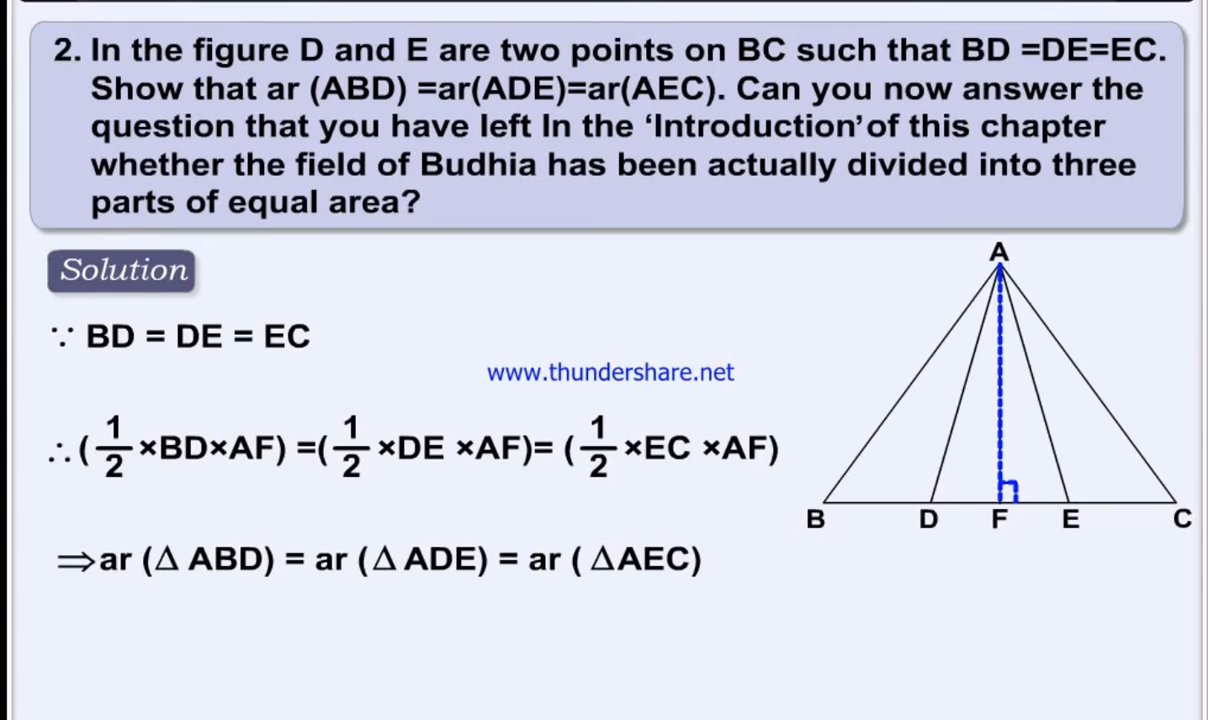 2. In the figure D and E are two points on BC such that BD =DE=EC.
Show that ar (ABD) =ar(ADE)=ar(AEC). Can you now answer the
question that you have left In the ‘Introduction’of this chapter
whether the field of Budhia has been actually divided into three
parts of equal area?
Solution
∵ BD = DE = EC
www.thundershare.net
∴ (1/2 ×BD×AF) =(1/2 ×DE ×AF)= (1/2 ×EC ×AF)
⇒ar (Δ ABD) = ar (Δ ADE) = ar ( ΔAEC)
A
B D F E C